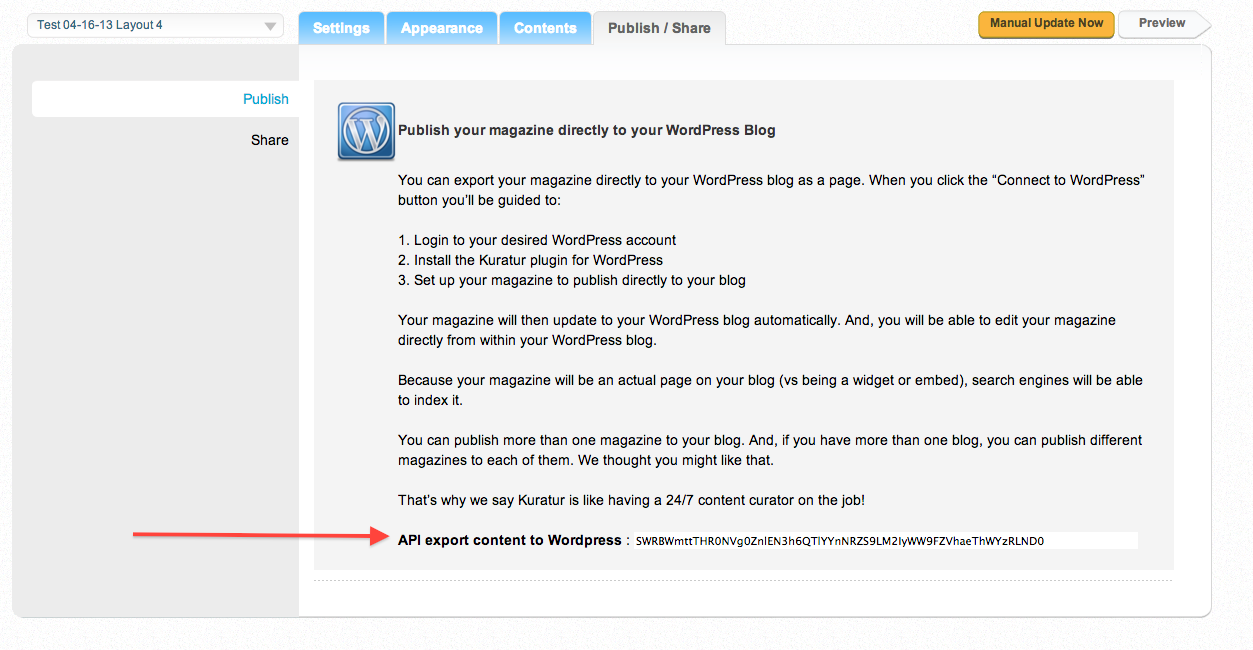 Test 04-16-13 Layout 4
Settings
Appearance
Contents
Publish / Share
Manual Update Now
Preview
Publish
Share
Publish your magazine directly to your WordPress Blog
You can export your magazine directly to your WordPress blog as a page. When you click the “Connect to WordPress”
button you'll be guided to:
1. Login to your desired WordPress account
2. Install the Kuratur plugin for WordPress
3. Set up your magazine to publish directly to your blog
Your magazine will then update to your WordPress blog automatically. And, you will be able to edit your magazine
directly from within your WordPress blog.
Because your magazine will be an actual page on your blog (vs being a widget or embed), search engines will be able
to index it.
You can publish more than one magazine to your blog. And, if you have more than one blog, you can publish different
magazines to each of them. We thought you might like that.
That's why we say Kuratur is like having a 24/7 content curator on the job!
API export content to Wordpress :